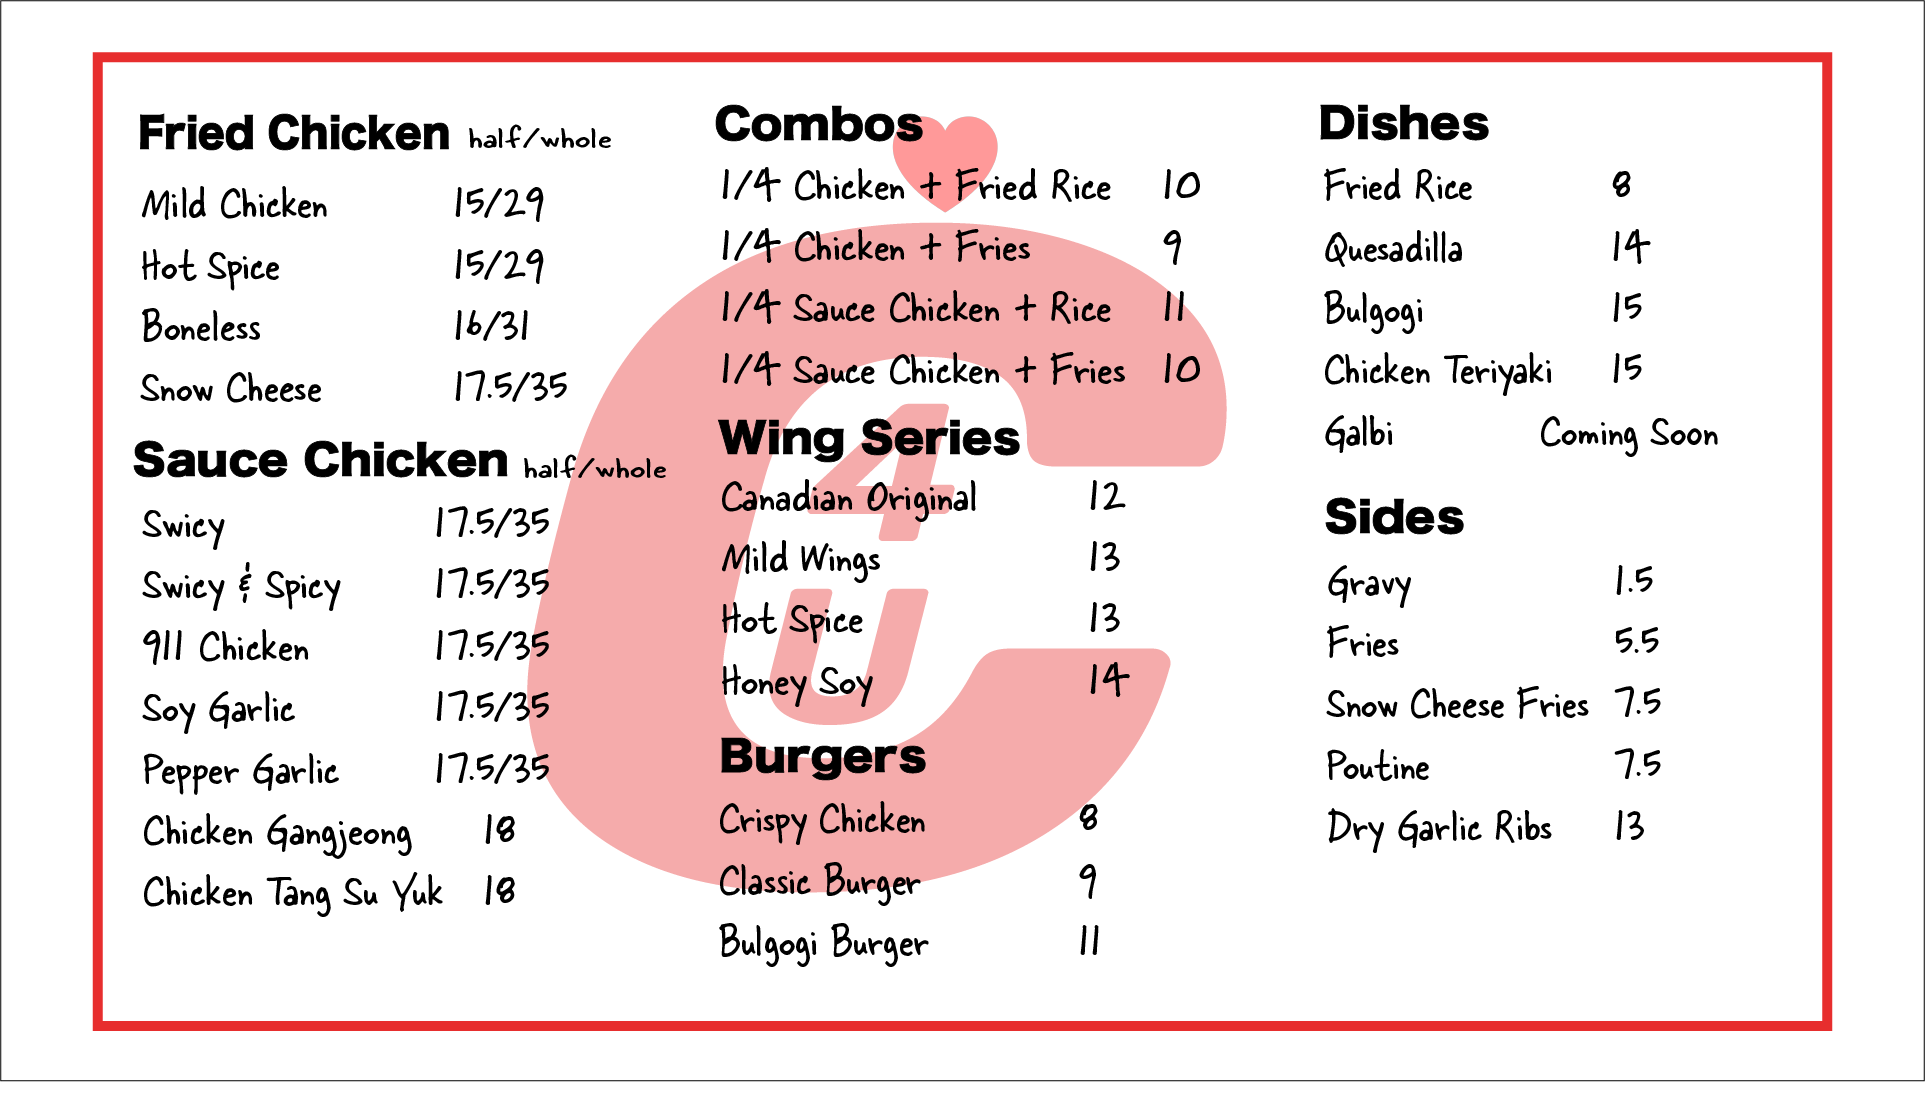 Fried Chicken half/whole
Mild Chicken 15/29
Hot Spice 15/29
Boneless 16/31
Snow Cheese 17.5/35
Sauce Chicken half/whole
Swicy 17.5/35
Swicy & Spicy 17.5/35
911 Chicken 17.5/35
Soy Garlic 17.5/35
Pepper Garlic 17.5/35
Chicken Gangjeong 18
Chicken Tang Su Yuk 18
Combos
1/4 Chicken + Fried Rice 10
1/4 Chicken + Fries 9
1/4 Sauce Chicken + Rice 11
1/4 Sauce Chicken + Fries 10
Wing Series
Canadian Original 12
Mild Wings 13
Hot Spice 13
Honey Soy 14
Burgers
Crispy Chicken 8
Classic Burger 9
Bulgogi Burger 11
Dishes
Fried Rice 8
Quesadilla 14
Bulgogi 15
Chicken Teriyaki 15
Galbi Coming Soon
Sides
Gravy 1.5
Fries 5.5
Snow Cheese Fries 7.5
Poutine 7.5
Dry Garlic Ribs 13
C
4
U